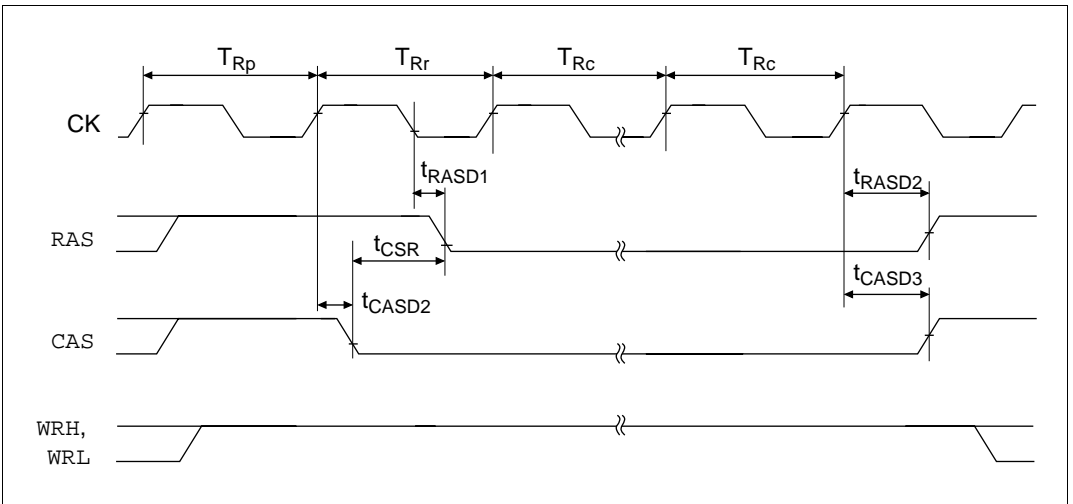 TRp TRr TRc TRc
CK
tRASD1 tRASD2
RAS
tCSR
tCASD3
tCASD2
CAS
WRH,
WRL